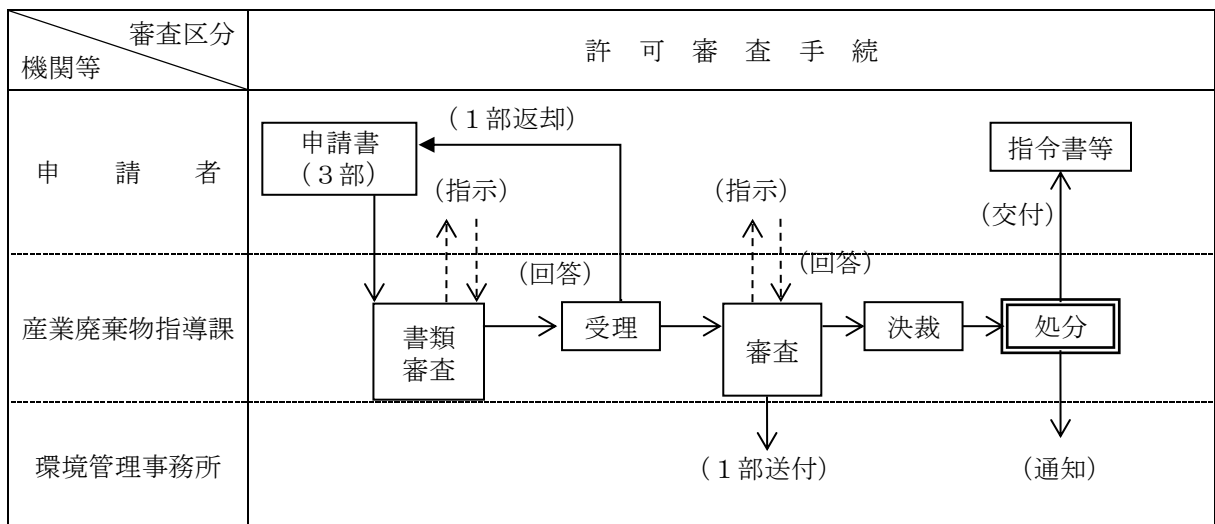 審査区分
機関等
許可審査手続
申請者
申請書
(3部)
(1部返却)
(指示)
(指示)
指令書等
(交付)
(回答)
(回答)
産業廃棄物指導課
書類
審査
受理
審査
決裁
処分
環境管理事務所
(1部送付)
(通知)